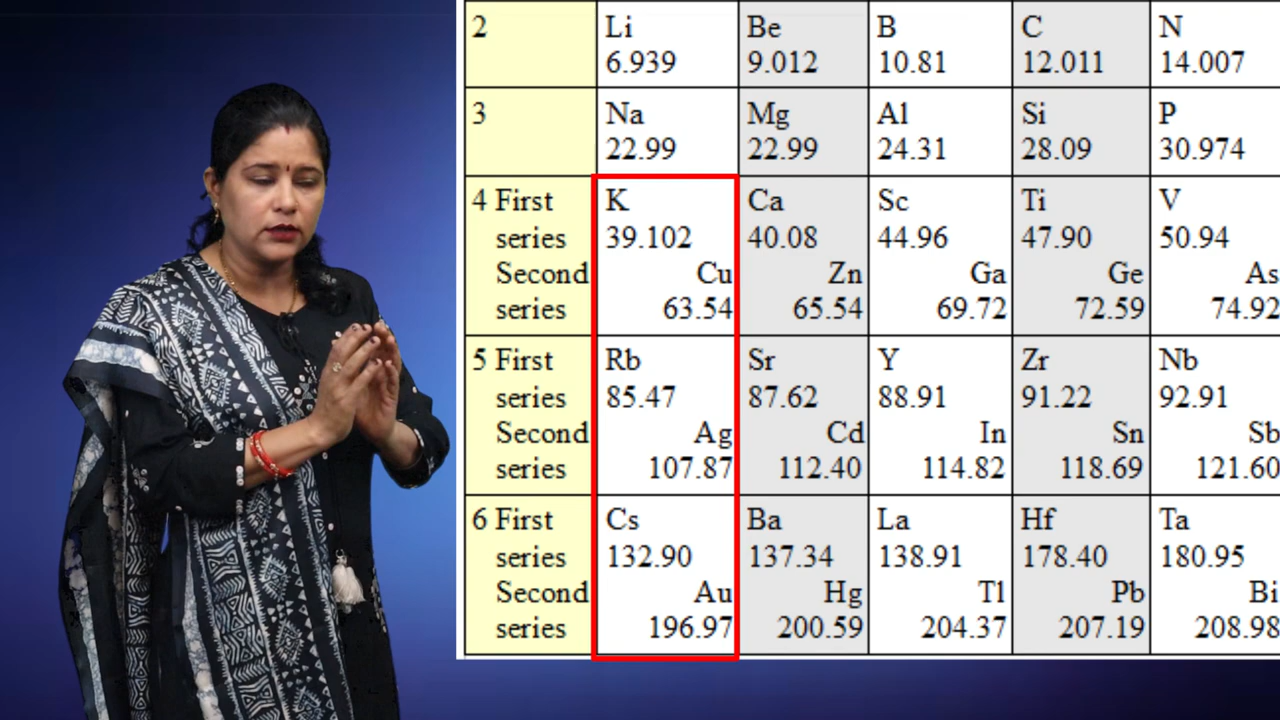 2 Li Be B C N
6.939 9.012 10.81 12.011 14.007
3 Na Mg Al Si P
22.99 22.99 24.31 28.09 30.974
4 First K Ca Sc Ti V
series 39.102 40.08 44.96 47.90 50.94
Second Cu Zn Ga Ge As
series 63.54 65.54 69.72 72.59 74.92
5 First Rb Sr Y Zr Nb
series 85.47 87.62 88.91 91.22 92.91
Second Ag Cd In Sn Sb
series 107.87 112.40 114.82 118.69 121.60
6 First Cs Ba La Hf Ta
series 132.90 137.34 138.91 178.40 180.95
Second Au Hg Tl Pb Bi
series 196.97 200.59 204.37 207.19 208.98